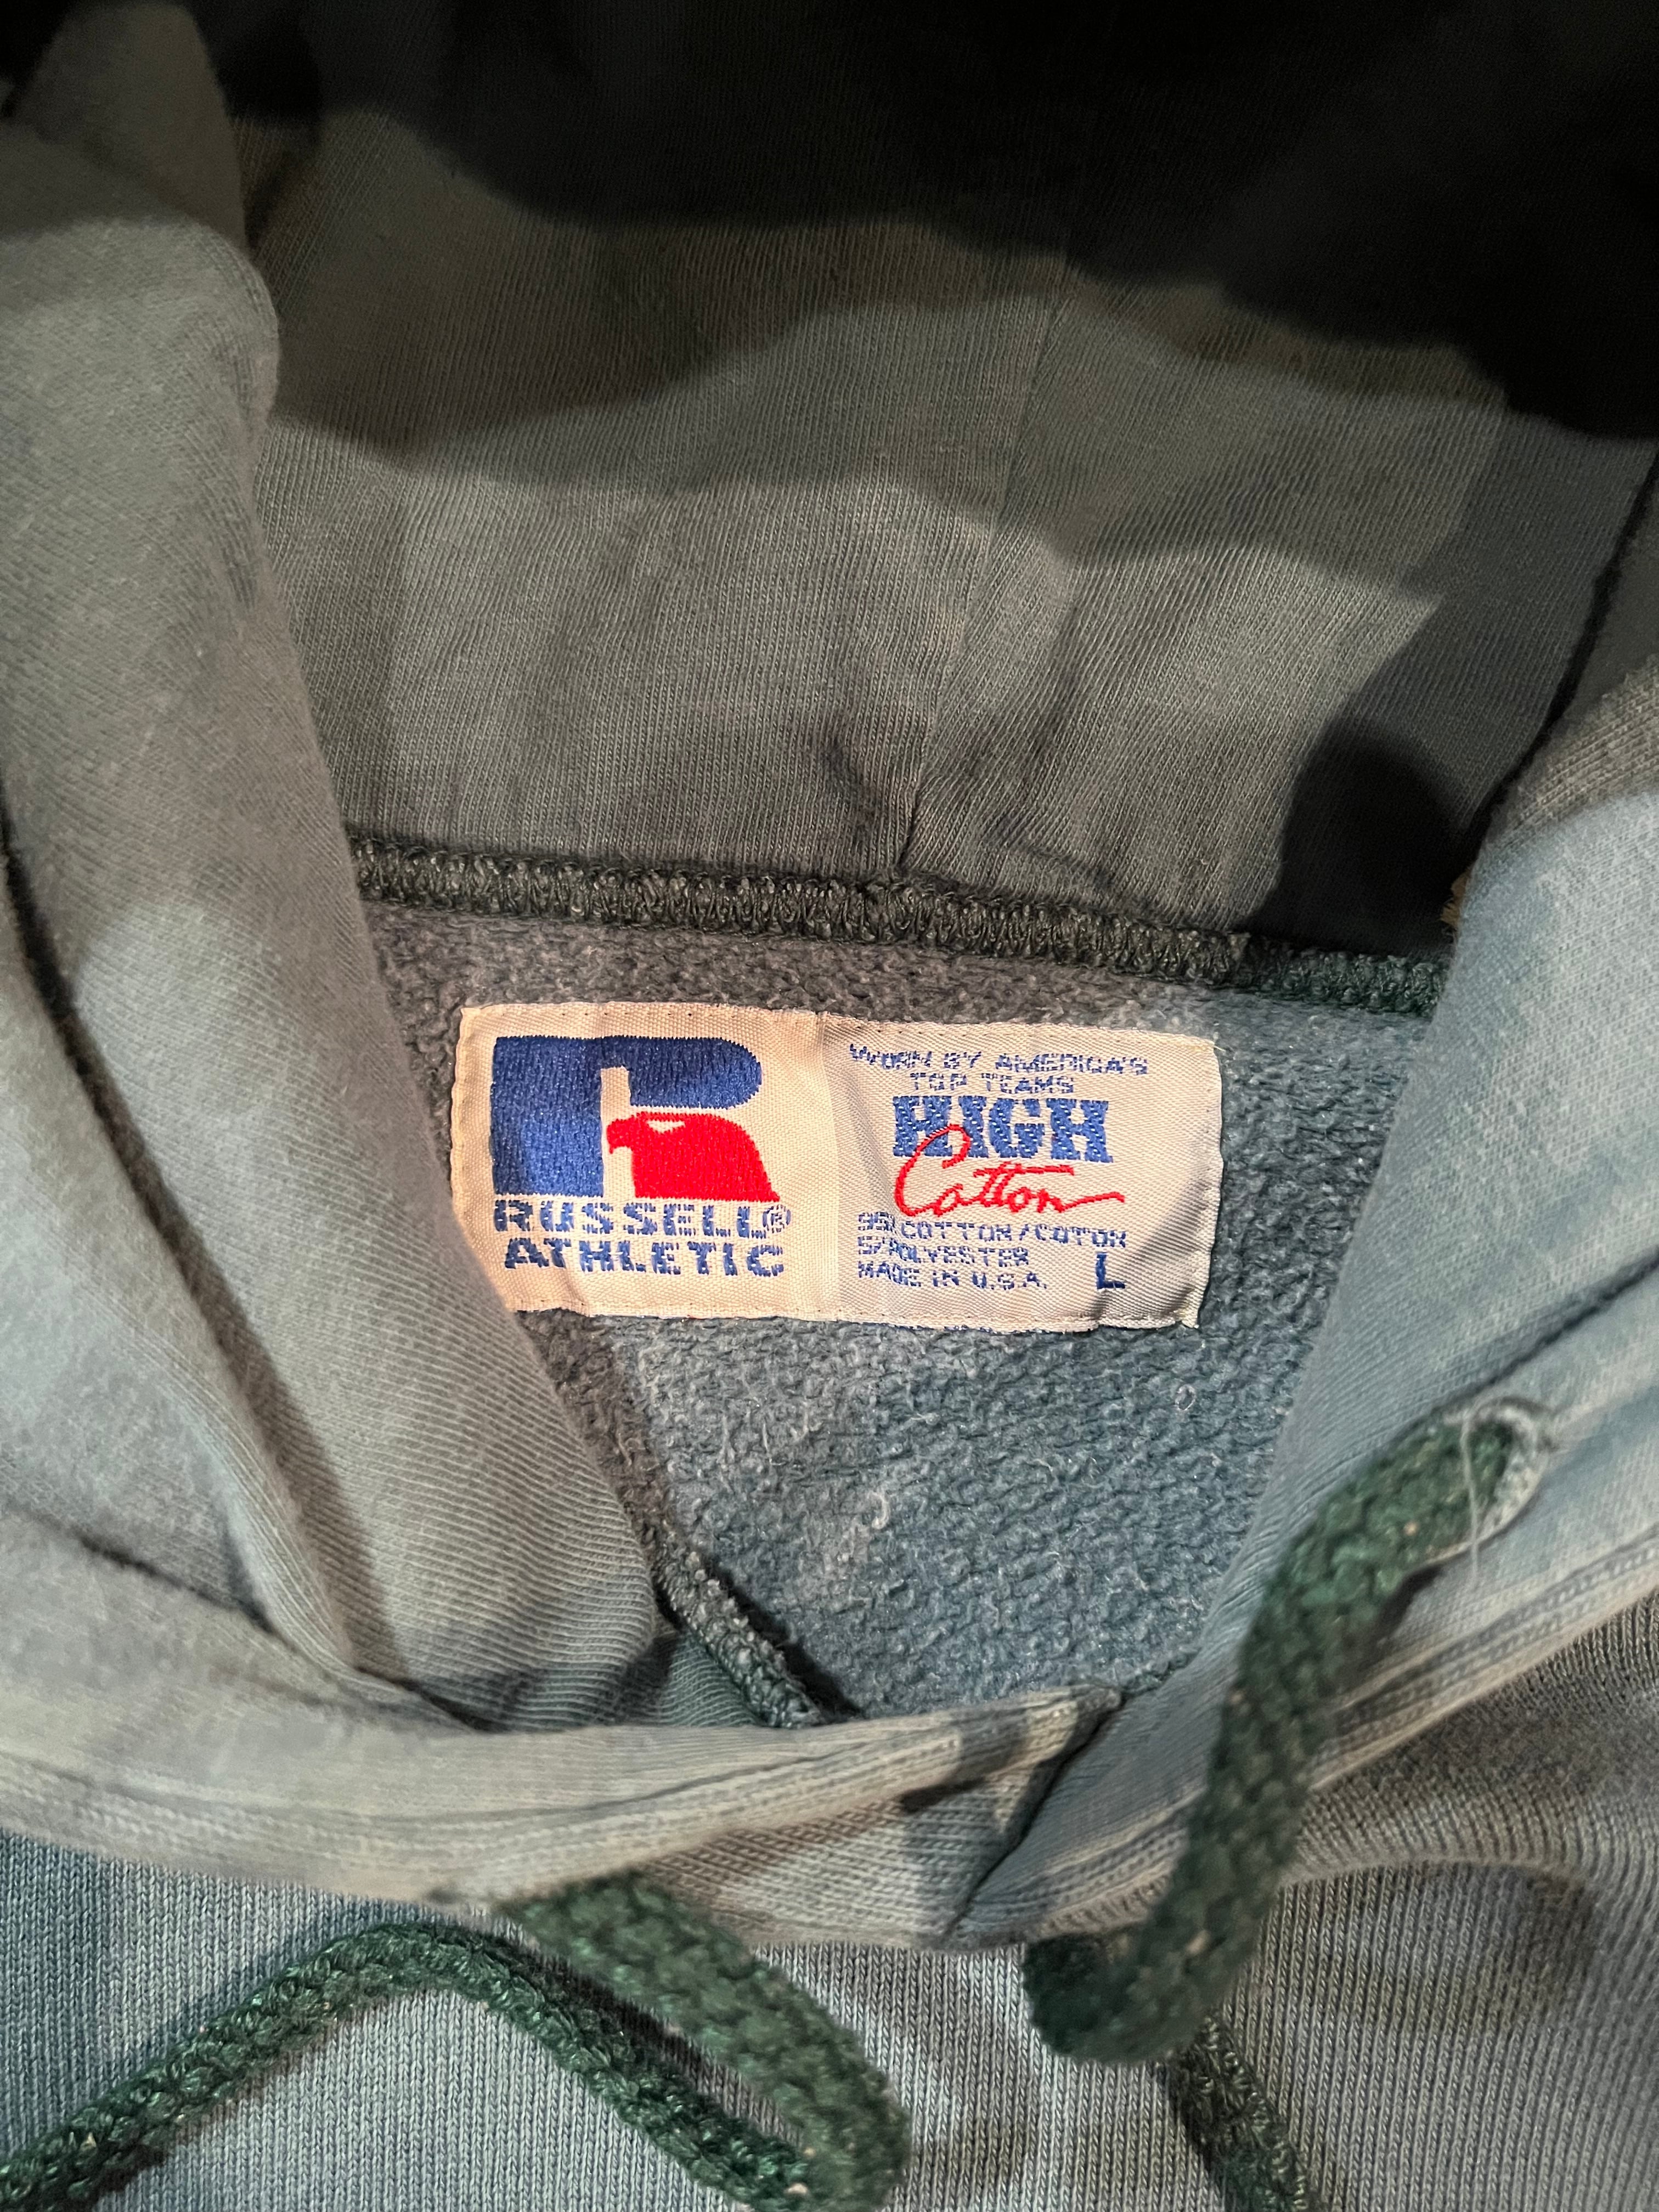 RUSSELL®
ATHLETIC
WORN BY AMERICA'S
TOP TEAMS
HIGH
Cotton
95% COTTON/COTON
5% POLYESTER
MADE IN U.S.A. L